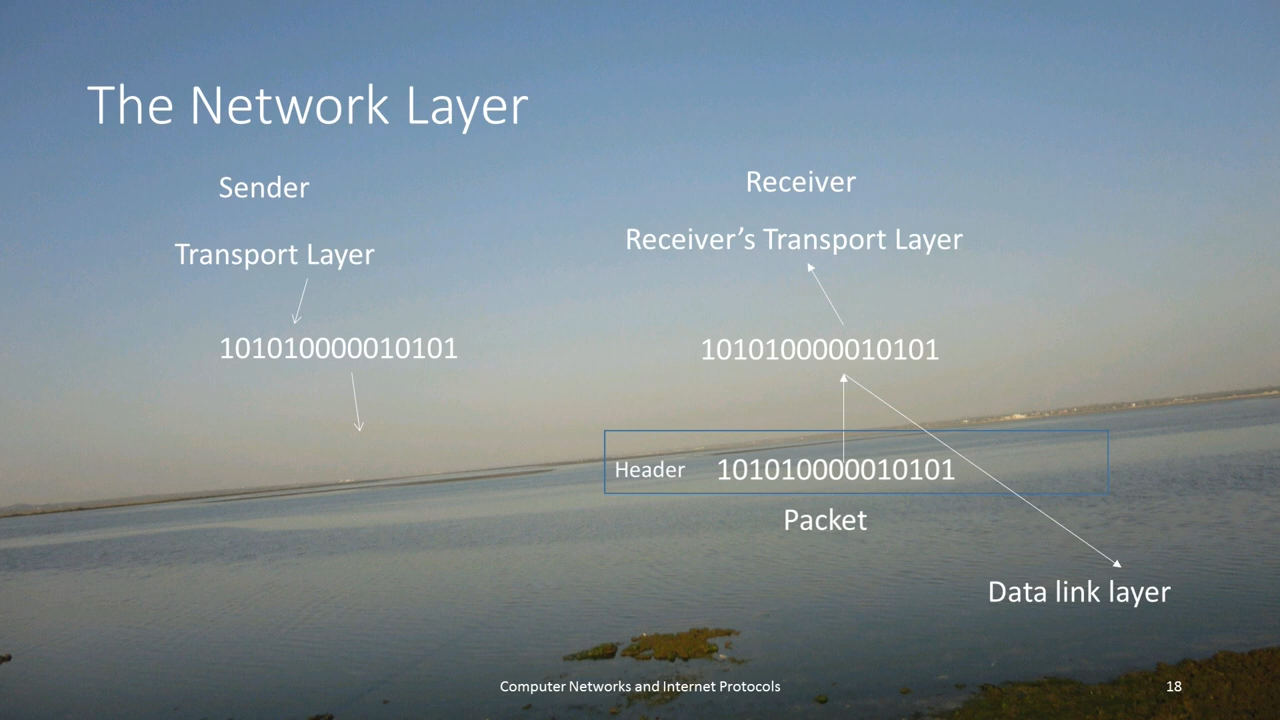 The Network Layer
Sender
Transport Layer
101010000010101
Receiver
Receiver’s Transport Layer
101010000010101
Header 101010000010101
Packet
Data link layer
Computer Networks and Internet Protocols
18